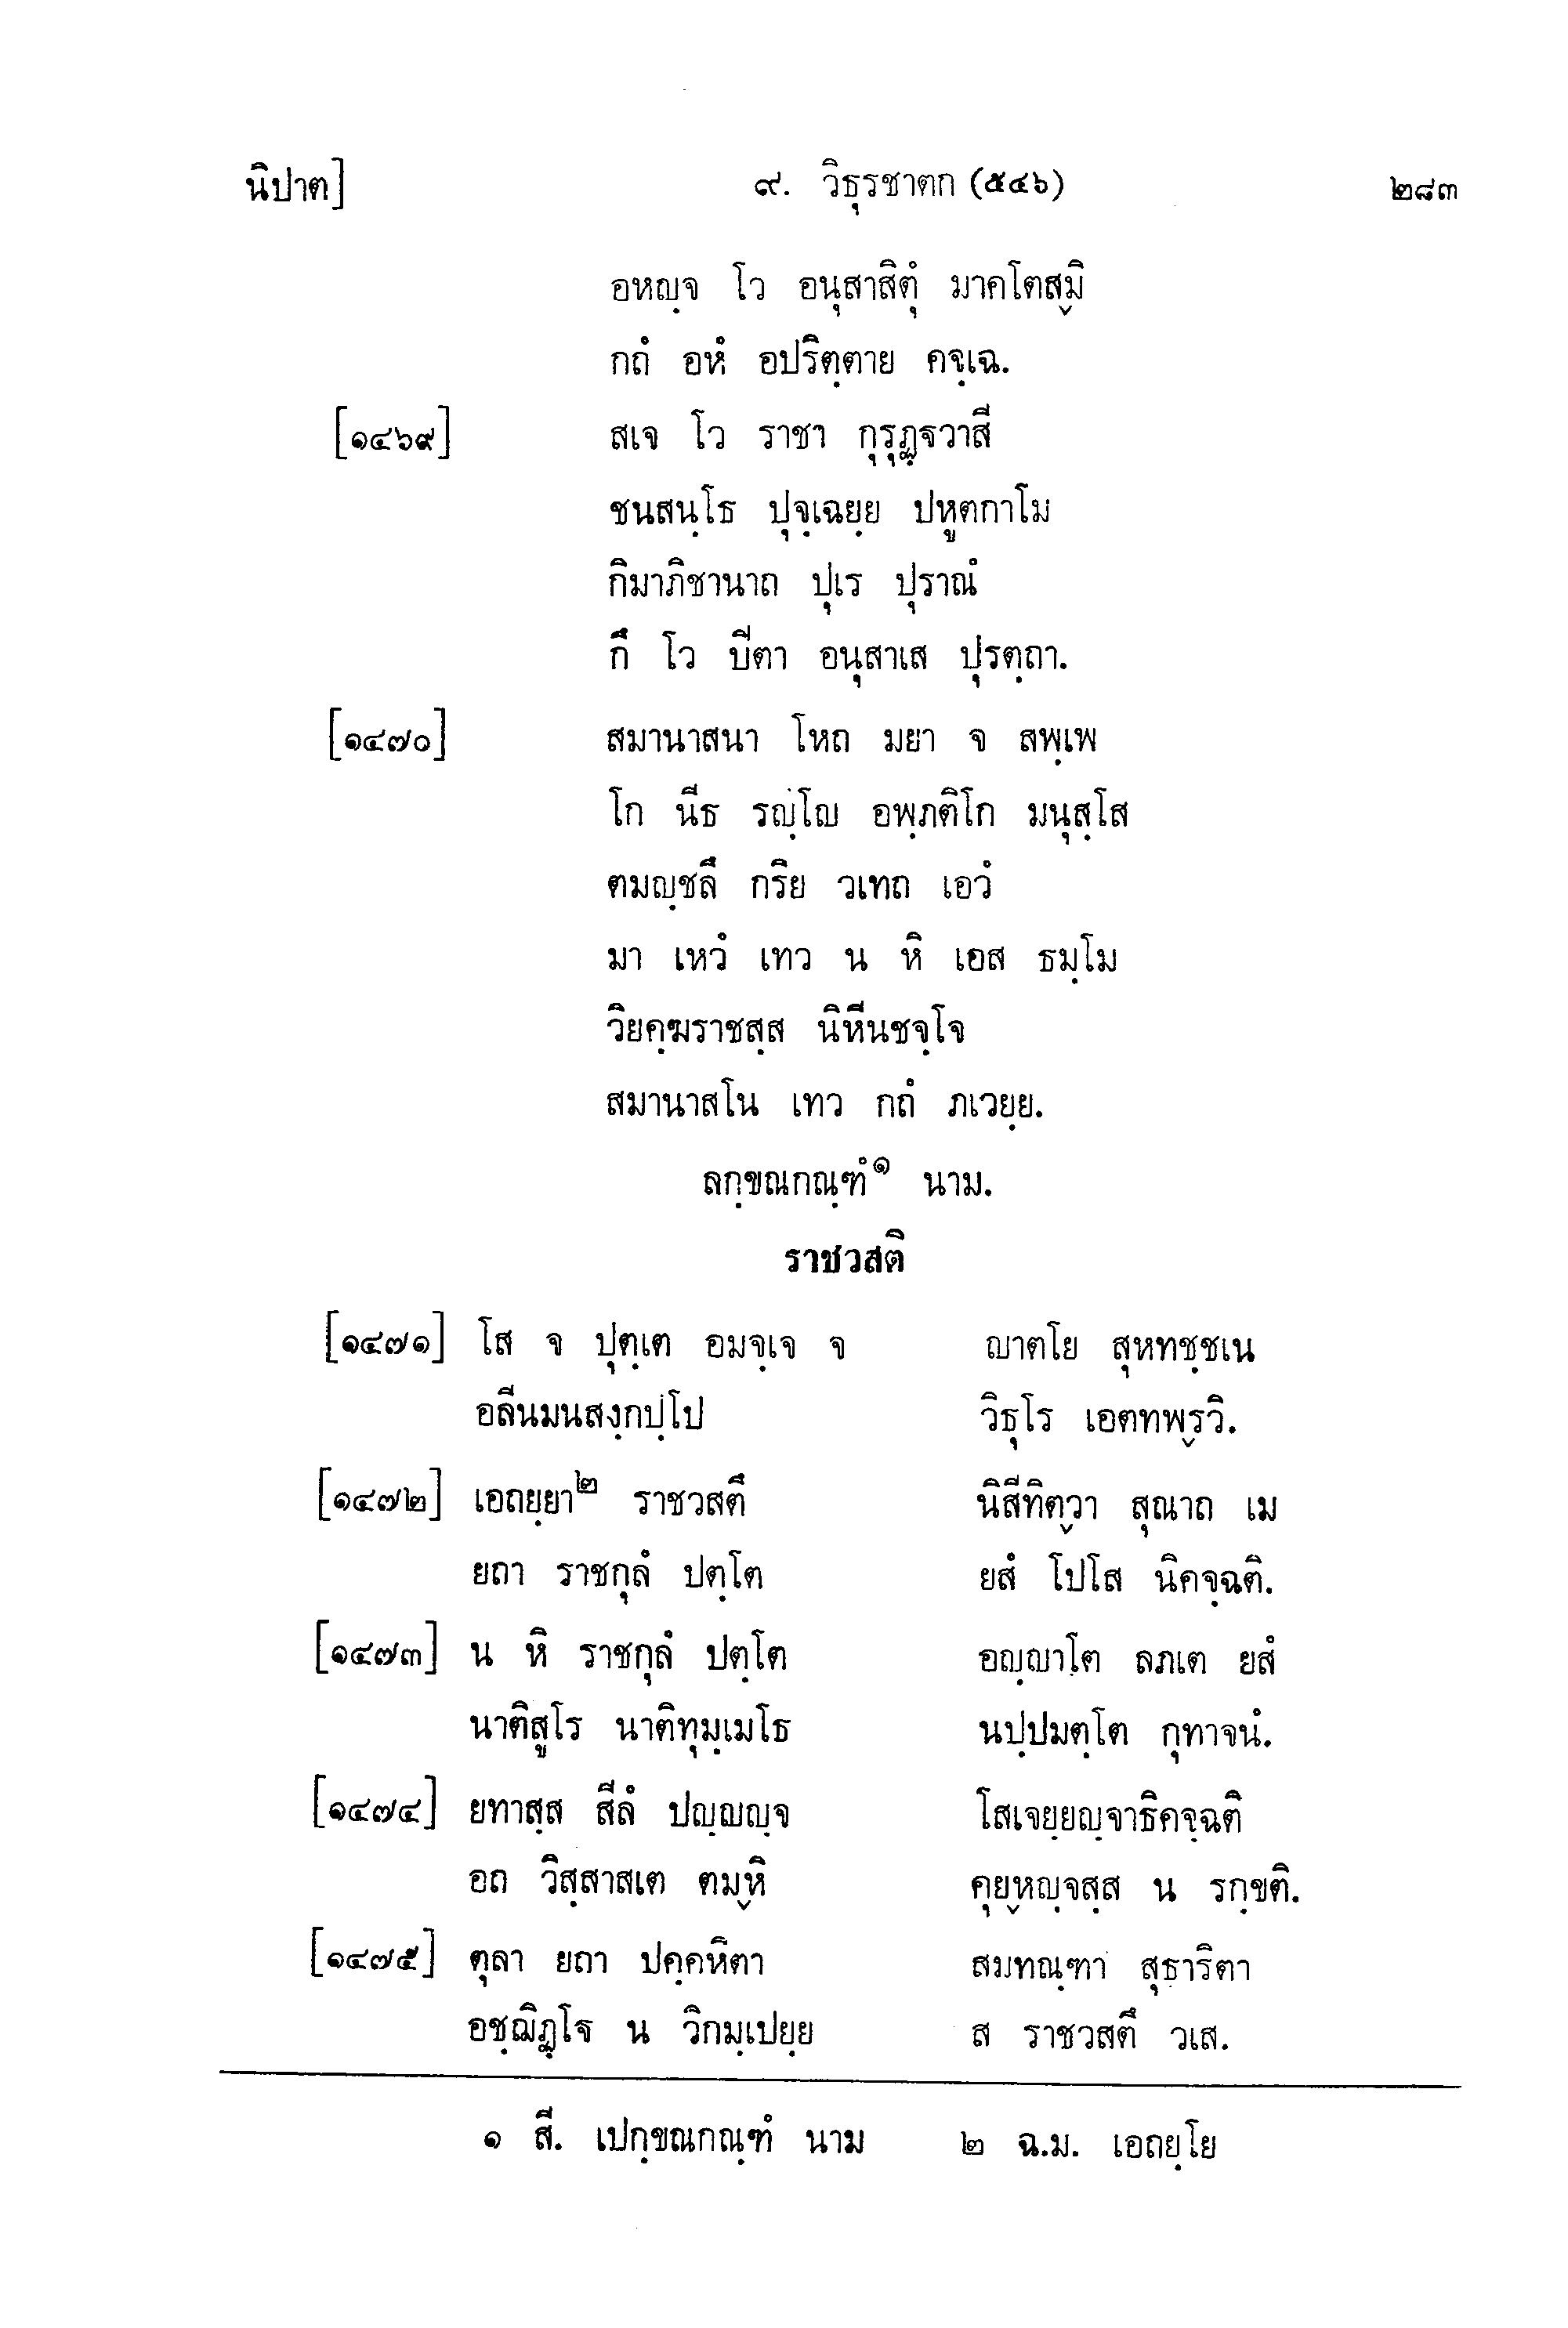 นิปาต] ๙. วิธุรชาตก (๕๔๖) ๒๘๓
อหญฺจ โว อนุสาสิตุํ มาคโตสฺมิ
กถํ อหํ อปริตฺตาย คจฺเฉ.
[๑๔๖๙] สเจ โว ราชา กุรุฏฺฐวาสี
ชนสนฺโธ ปุจฺเฉยฺย ปหูตกาโม
กิมาภิชานาถ ปุเร ปุราณํ
กึ โว ปีตา อนุสาเส ปุรตฺถา.
[๑๔๗๐] สมานาสนา โหถ มยา จ สพฺเพ
โก นีธ รญฺโญ อพฺภติโก มนุสฺโส
ตมญฺชลึ กริย วเทถ เอวํ
มา เหวํ เทว น หิ เอส ธมฺโม
วิยคฺฆราชสฺส นิหีนชจฺโจ
สมานาสโน เทว กถํ ภเวยฺย.
ลกฺขณกณฺฑํ๑ นาม.
ราชวสติ
[๑๔๗๑] โส จ ปุตฺเต อมจฺเจ จ ญาตโย สุหทชฺชเน
อลีนมนสงฺกปฺโป วิธุโร เอตทพฺรวิ.
[๑๔๗๒] เอถยฺยา๒ ราชวสตึ นิสีทิตฺวา สุณาถ เม
ยถา ราชกุลํ ปตฺโต ยสํ โปโส นิคจฺฉติ.
[๑๔๗๓] น หิ ราชกุลํ ปตฺโต อญฺญาโต ลภเต ยสํ
นาติสูโร นาติทุมฺเมโธ นปฺปมตฺโต กุทาจนํ.
[๑๔๗๔] ยทาสฺส สีลํ ปญฺญญฺจ โสเจยฺยญฺจาธิคจฺฉติ
อถ วิสฺสาสเต ตมฺหิ คุยฺหญฺจสฺส น รกฺขติ.
[๑๔๗๕] ตุลา ยถา ปคฺคหิตา สมทณฺฑา สุธาริตา
อชฺฌิฏฺโฐ น วิกมฺเปยฺย ส ราชวสตึ วเส.
๑ สี. เปกฺขณกณฺฑํ นาม ๒ ฉ.ม. เอถยฺโย